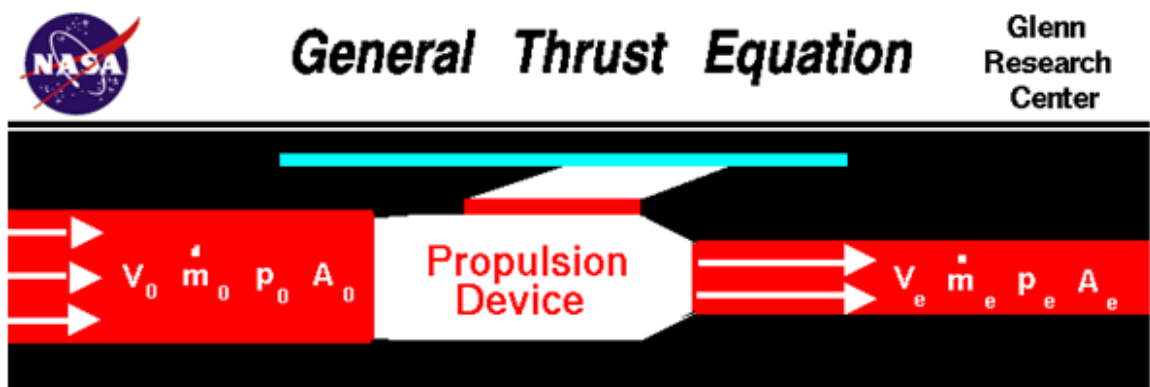 NASA
General Thrust Equation
Glenn
Research
Center
Propulsion
Device
V₀ ṁ₀ p₀ A₀
Vₑ ṁₑ pₑ Aₑ